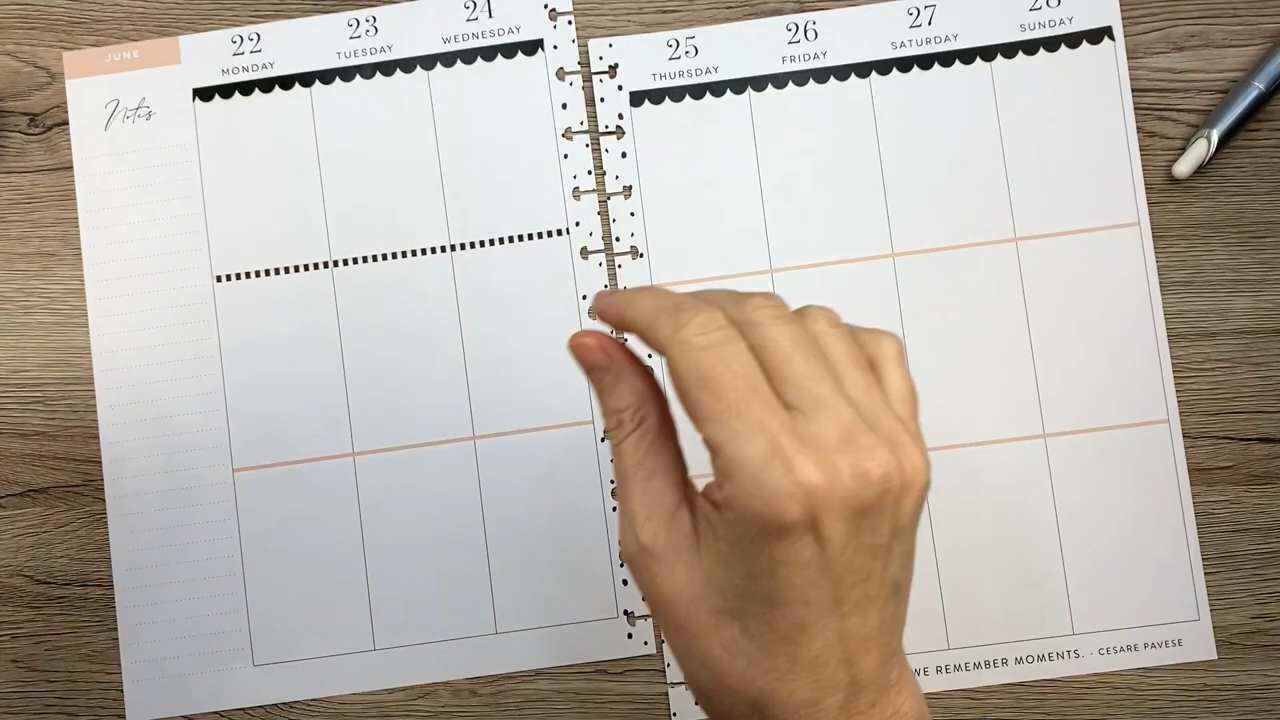 JUNE
Notes
22
MONDAY
23
TUESDAY
24
WEDNESDAY
25
THURSDAY
26
FRIDAY
27
SATURDAY
28
SUNDAY
WE REMEMBER MOMENTS. - CESARE PAVESE